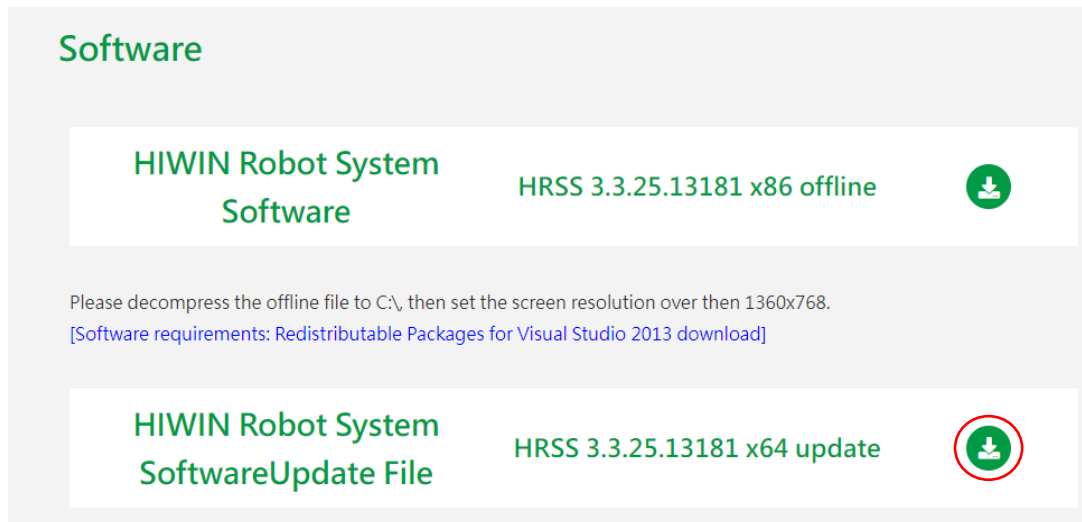 Software
HIWIN Robot System
Software
HRSS 3.3.25.13181 x86 offline
Please decompress the offline file to C:\, then set the screen resolution over then 1360x768.
[Software requirements: Redistributable Packages for Visual Studio 2013 download]
HIWIN Robot System
SoftwareUpdate File
HRSS 3.3.25.13181 x64 update